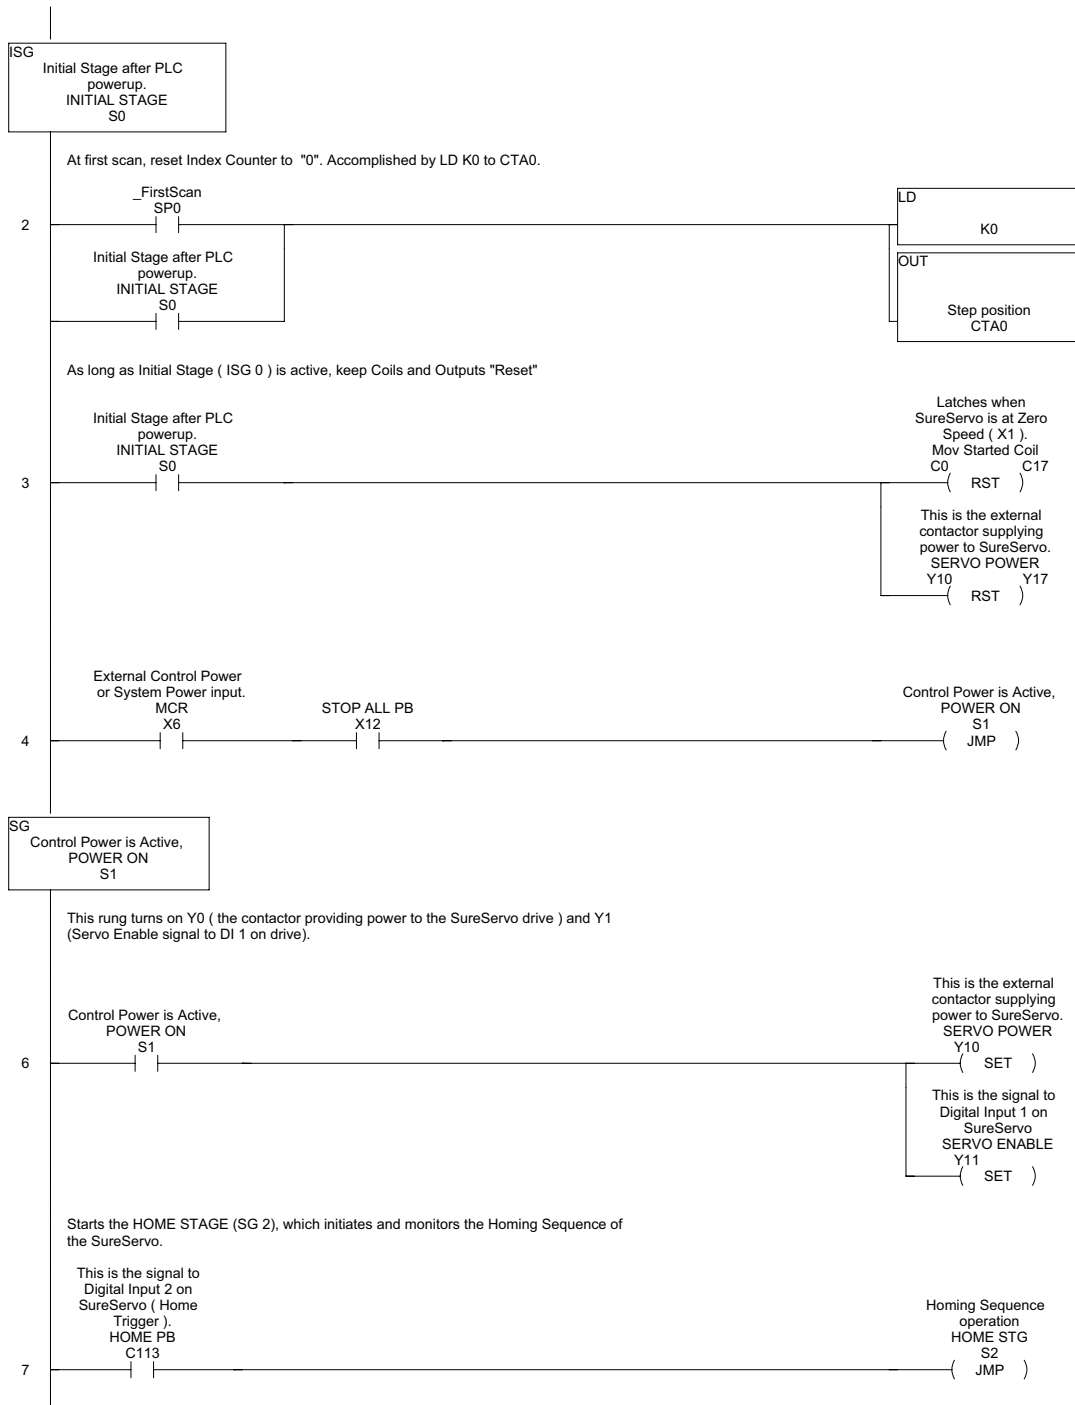 ISG
Initial Stage after PLC
powerup.
INITIAL STAGE
S0
At first scan, reset Index Counter to "0". Accomplished by LD K0 to CTA0.
_FirstScan
SP0
2
LD
K0
Initial Stage after PLC
powerup.
INITIAL STAGE
S0
OUT
Step position
CTA0
As long as Initial Stage ( ISG 0 ) is active, keep Coils and Outputs "Reset"
Initial Stage after PLC
powerup.
INITIAL STAGE
S0
3
Latches when
SureServo is at Zero
Speed ( X1 ).
Mov Started Coil
C0 C17
( RST )
This is the external
contactor supplying
power to SureServo.
SERVO POWER
Y10 Y17
( RST )
External Control Power
or System Power input.
MCR
X6
STOP ALL PB
X12
4
Control Power is Active,
POWER ON
S1
( JMP )
SG
Control Power is Active,
POWER ON
S1
This rung turns on Y0 ( the contactor providing power to the SureServo drive ) and Y1
(Servo Enable signal to DI 1 on drive).
Control Power is Active,
POWER ON
S1
6
This is the external
contactor supplying
power to SureServo.
SERVO POWER
Y10
( SET )
This is the signal to
Digital Input 1 on
SureServo
SERVO ENABLE
Y11
( SET )
Starts the HOME STAGE (SG 2), which initiates and monitors the Homing Sequence of
the SureServo.
This is the signal to
Digital Input 2 on
SureServo ( Home
Trigger ).
HOME PB
C113
7
Homing Sequence
operation
HOME STG
S2
( JMP )